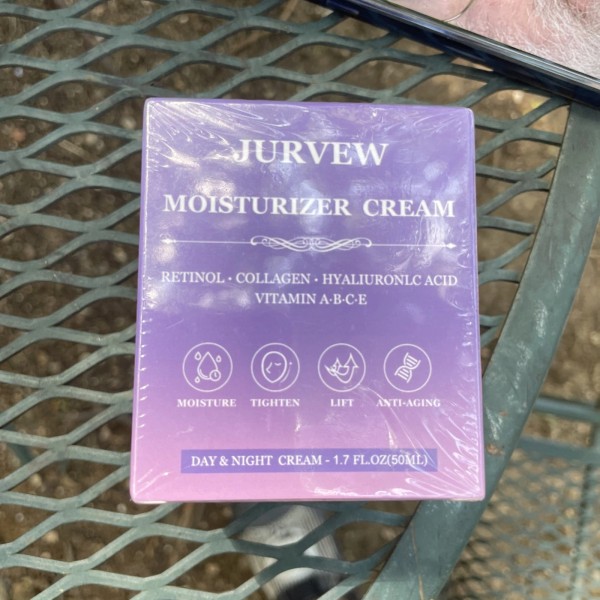 JURVEW
MOISTURIZER CREAM
RETINOL · COLLAGEN · HYALIURONLC ACID
VITAMIN A·B·C·E
MOISTURE TIGHTEN LIFT ANTI-AGING
DAY & NIGHT CREAM - 1.7 FL.OZ(50ML)